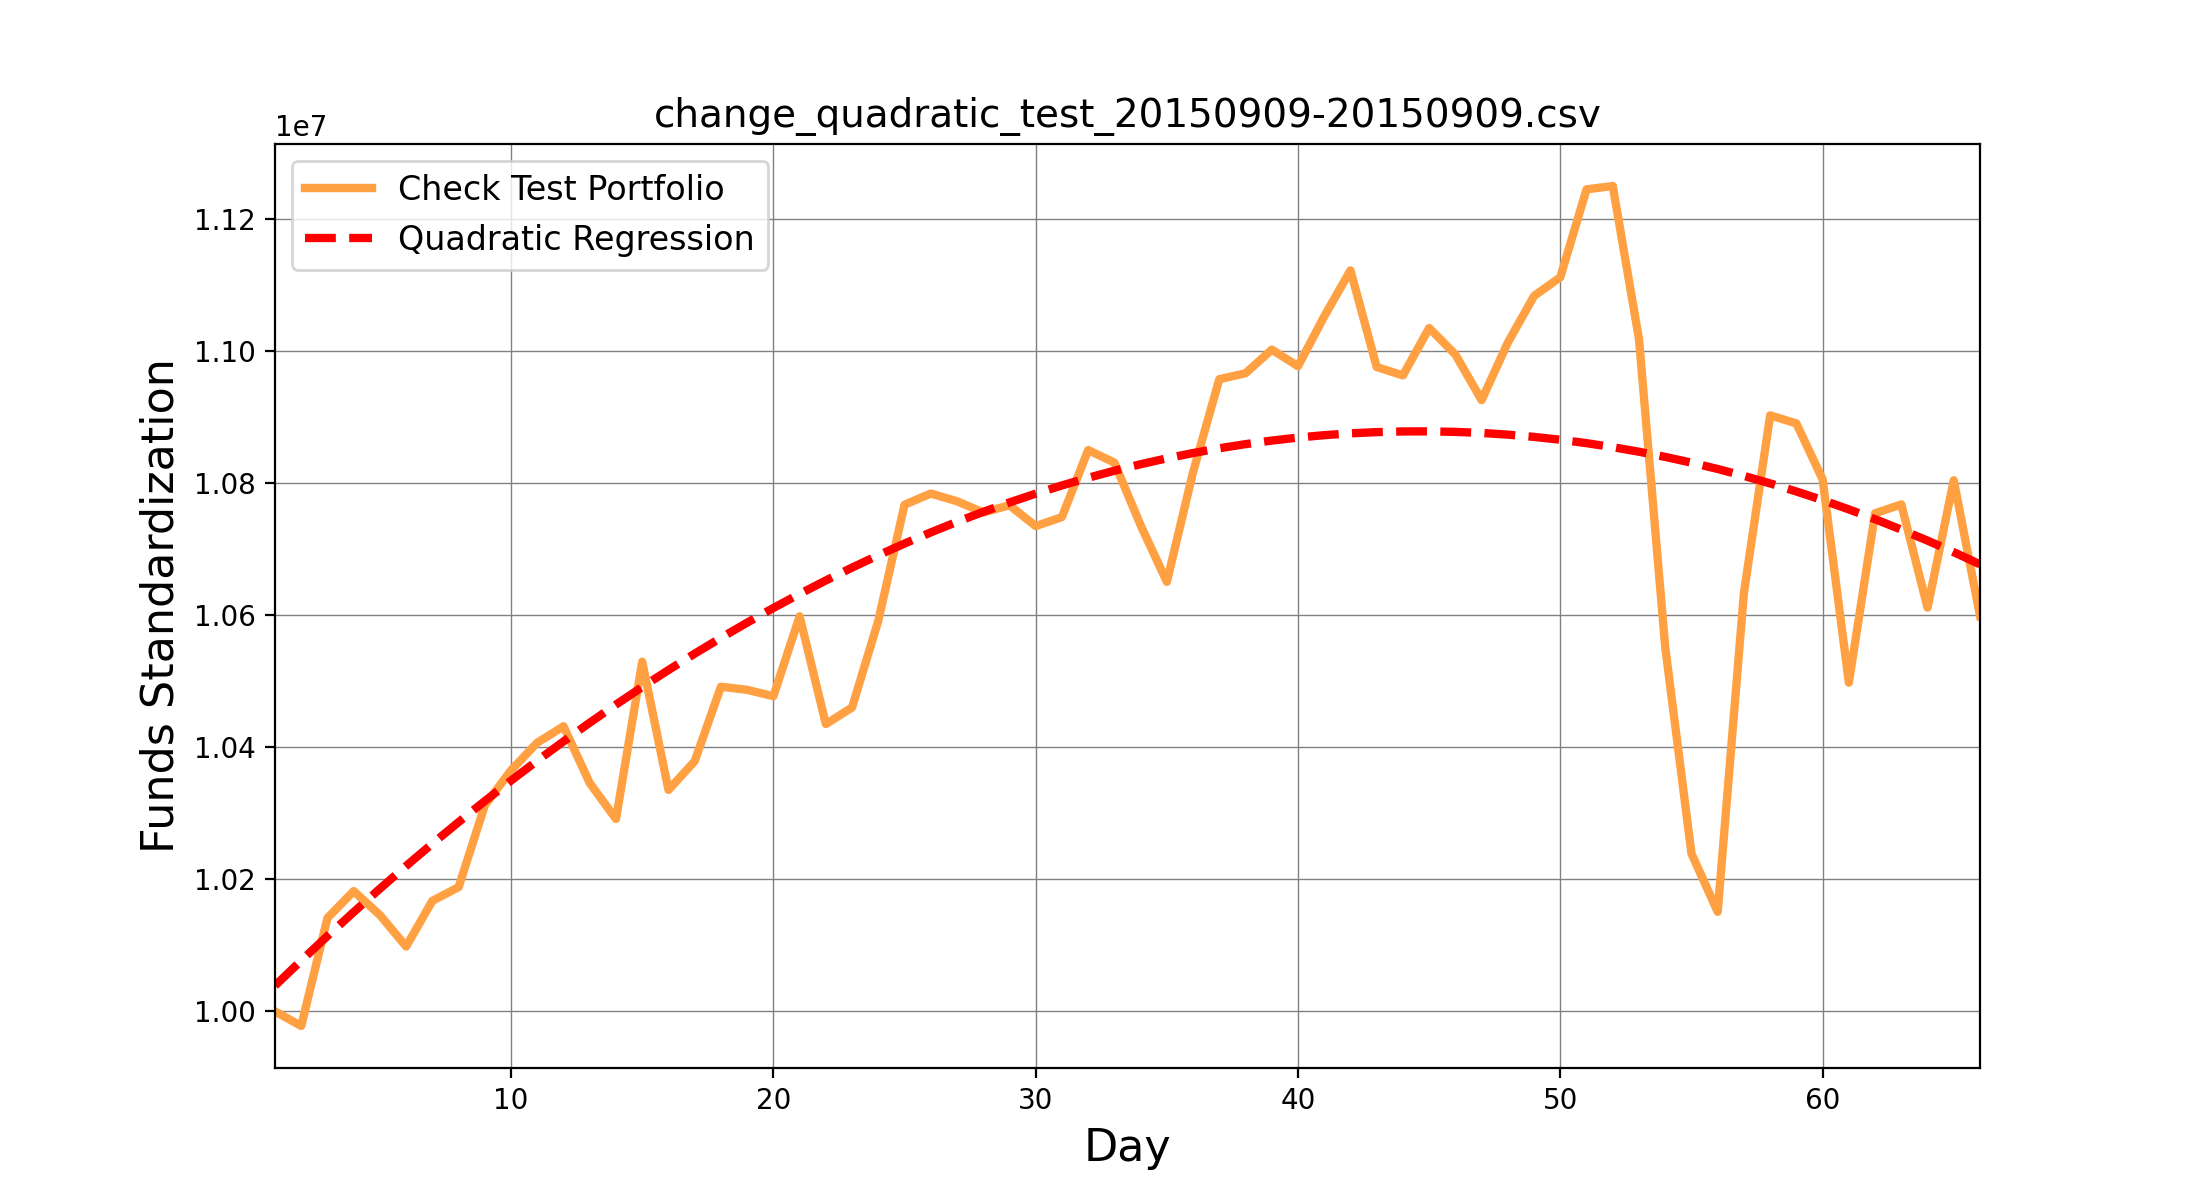 change_quadratic_test_20150909-20150909.csv
1e7
Check Test Portfolio
Quadratic Regression
1.12
1.10
1.08
1.06
1.04
1.02
1.00
Funds Standardization
10 20 30 40 50 60
Day